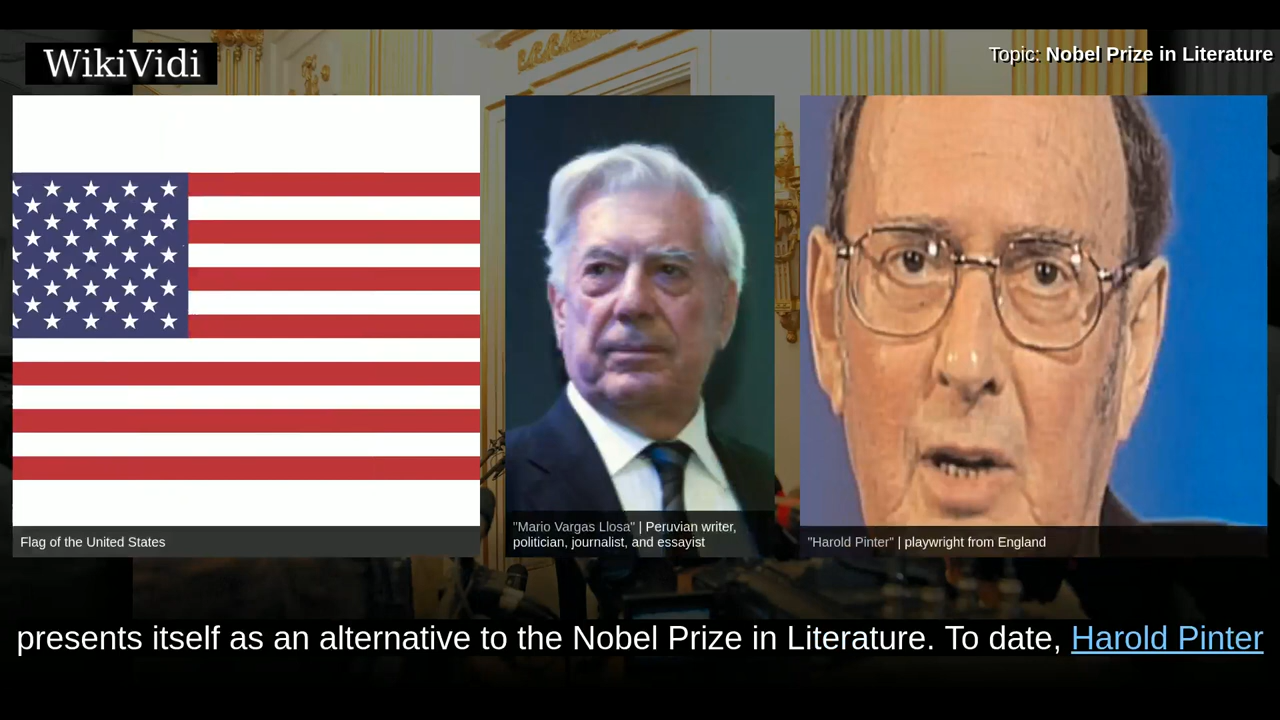 WikiVidi
Topic: Nobel Prize in Literature
Flag of the United States
"Mario Vargas Llosa" | Peruvian writer,
politician, journalist, and essayist
"Harold Pinter" | playwright from England
presents itself as an alternative to the Nobel Prize in Literature. To date, Harold Pinter